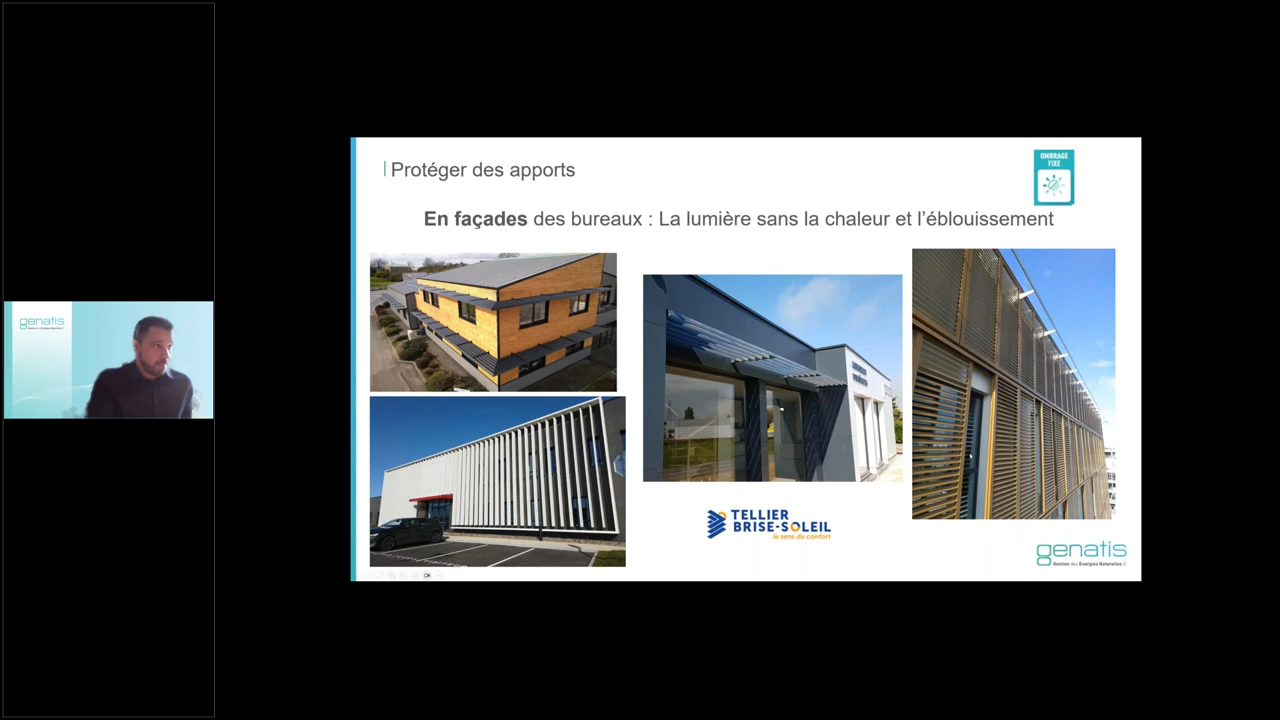 genatis
Protéger des apports
OMBRAGE
FIXE
En façades des bureaux : La lumière sans la chaleur et l'éblouissement
TELLIER
BRISE-SOLEIL
le sens du confort
genatis
Gestion des Energies Naturelles //